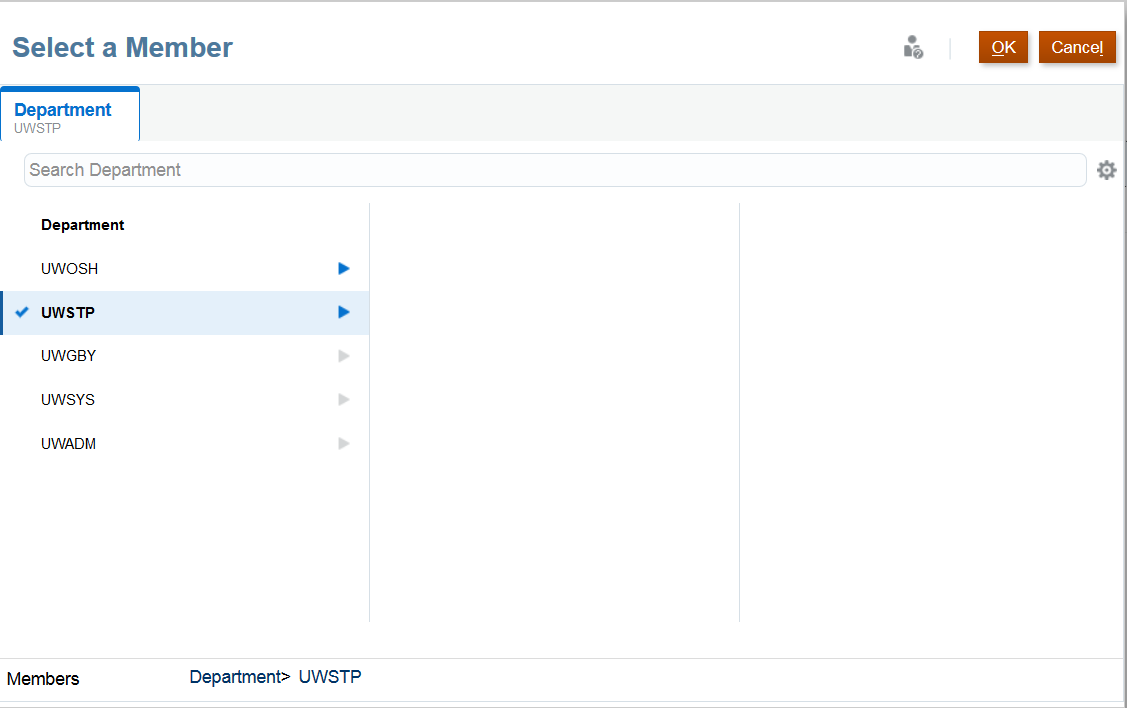 Select a Member
OK
Cancel
Department
UWSTP
Search Department
Department
UWOSH
UWSTP
UWGBY
UWSYS
UWADM
Members
Department> UWSTP